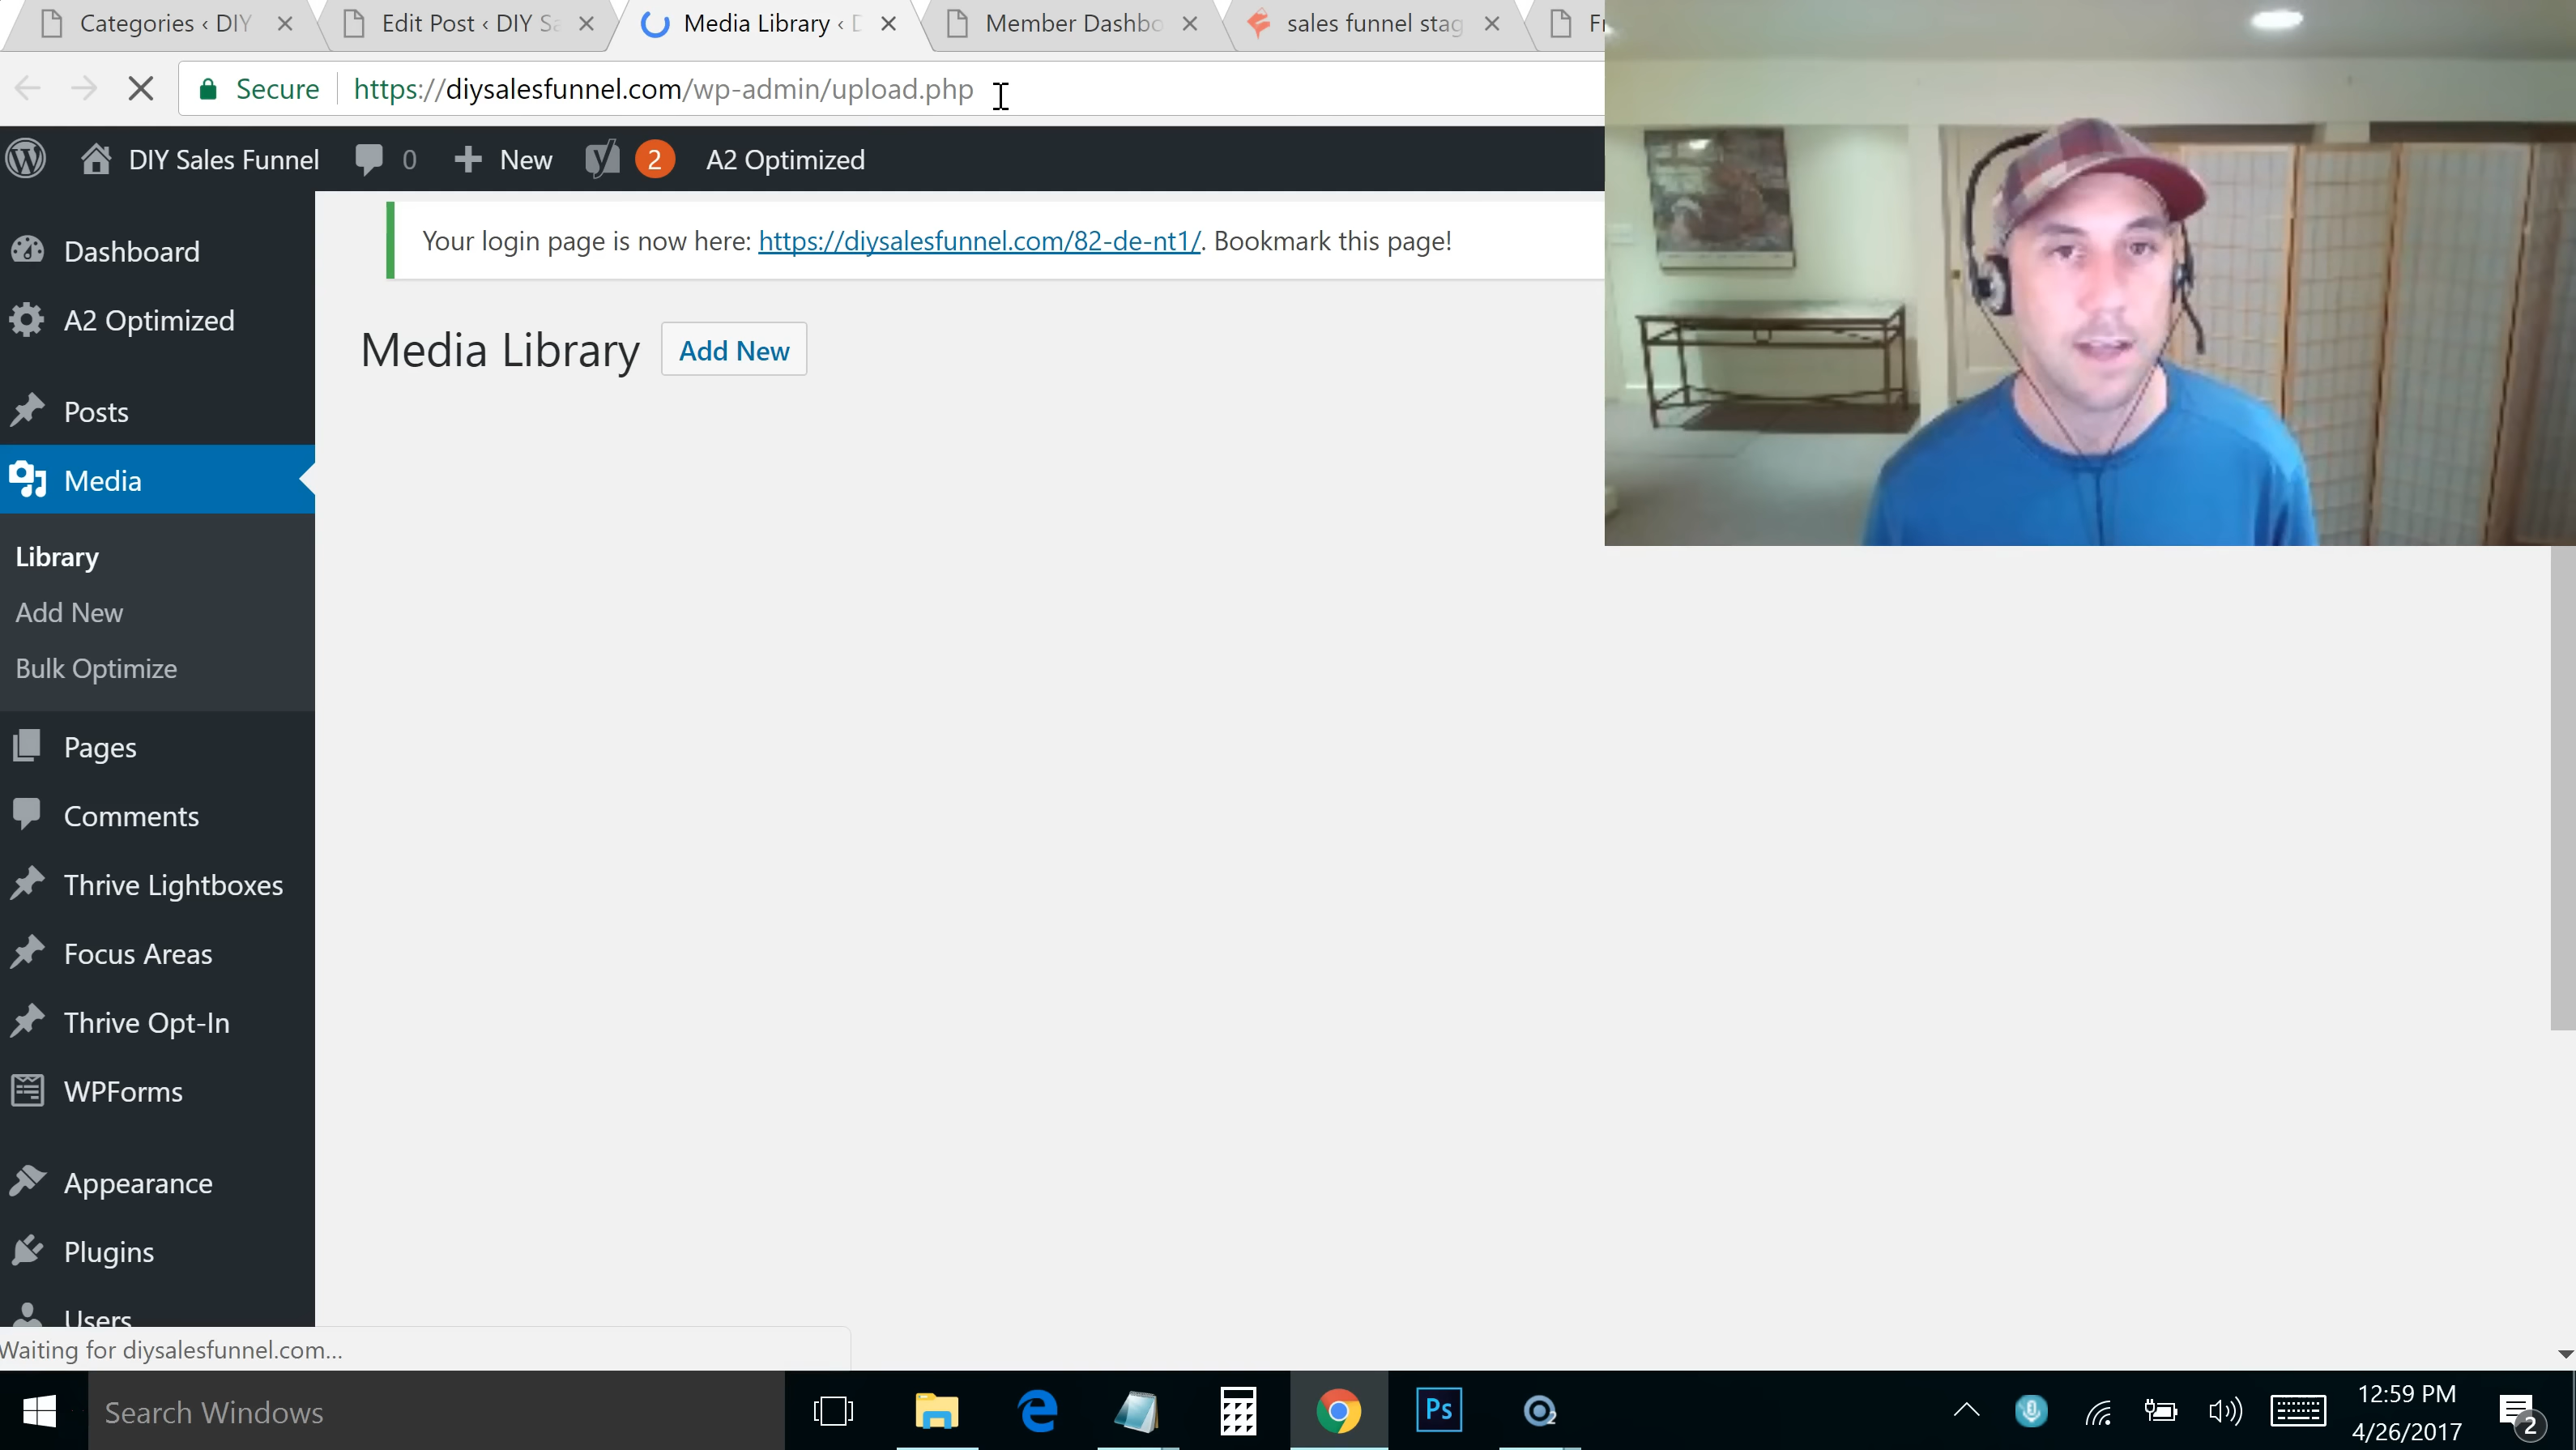 Categories ‹ DIY
Edit Post ‹ DIY Sa
Media Library ‹ D
Member Dashbo
sales funnel stag
Secure
https://diysalesfunnel.com/wp-admin/upload.php
DIY Sales Funnel
0
New
2
A2 Optimized
Dashboard
A2 Optimized
Posts
Media
Library
Add New
Bulk Optimize
Pages
Comments
Thrive Lightboxes
Focus Areas
Thrive Opt-In
WPForms
Appearance
Plugins
Users
Your login page is now here: https://diysalesfunnel.com/82-de-nt1/. Bookmark this page!
Media Library
Add New
Waiting for diysalesfunnel.com...
Search Windows
Ps
2
12:59 PM
4/26/2017
2